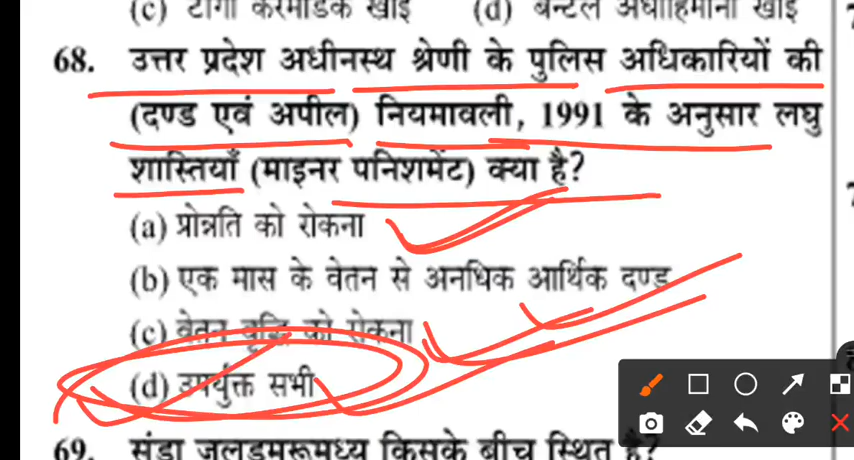 (c) टोंगा करमाडेक खाई (d) बेन्टले अधोहिमानी खाई
68. उत्तर प्रदेश अधीनस्थ श्रेणी के पुलिस अधिकारियों की
(दण्ड एवं अपील) नियमावली, 1991 के अनुसार लघु
शास्तियाँ (माइनर पनिशमेंट) क्या है?
(a) प्रोन्नति को रोकना
(b) एक मास के वेतन से अनधिक आर्थिक दण्ड
(c) वेतन वृद्धि को रोकना
(d) उपर्युक्त सभी
69. सुंडा जलडमरूमध्य किसके बीच स्थित है?